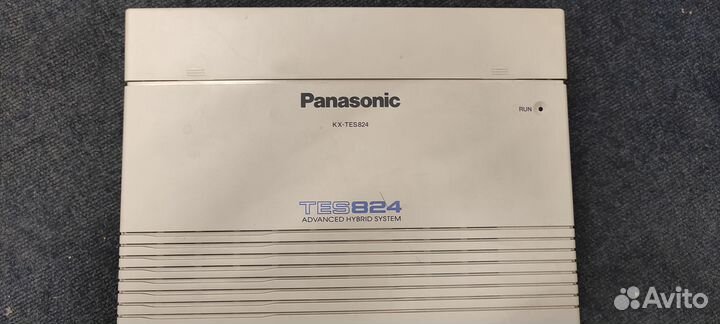 Panasonic
RUN
KX-TES824
TES824
ADVANCED HYBRID SYSTEM
Avito